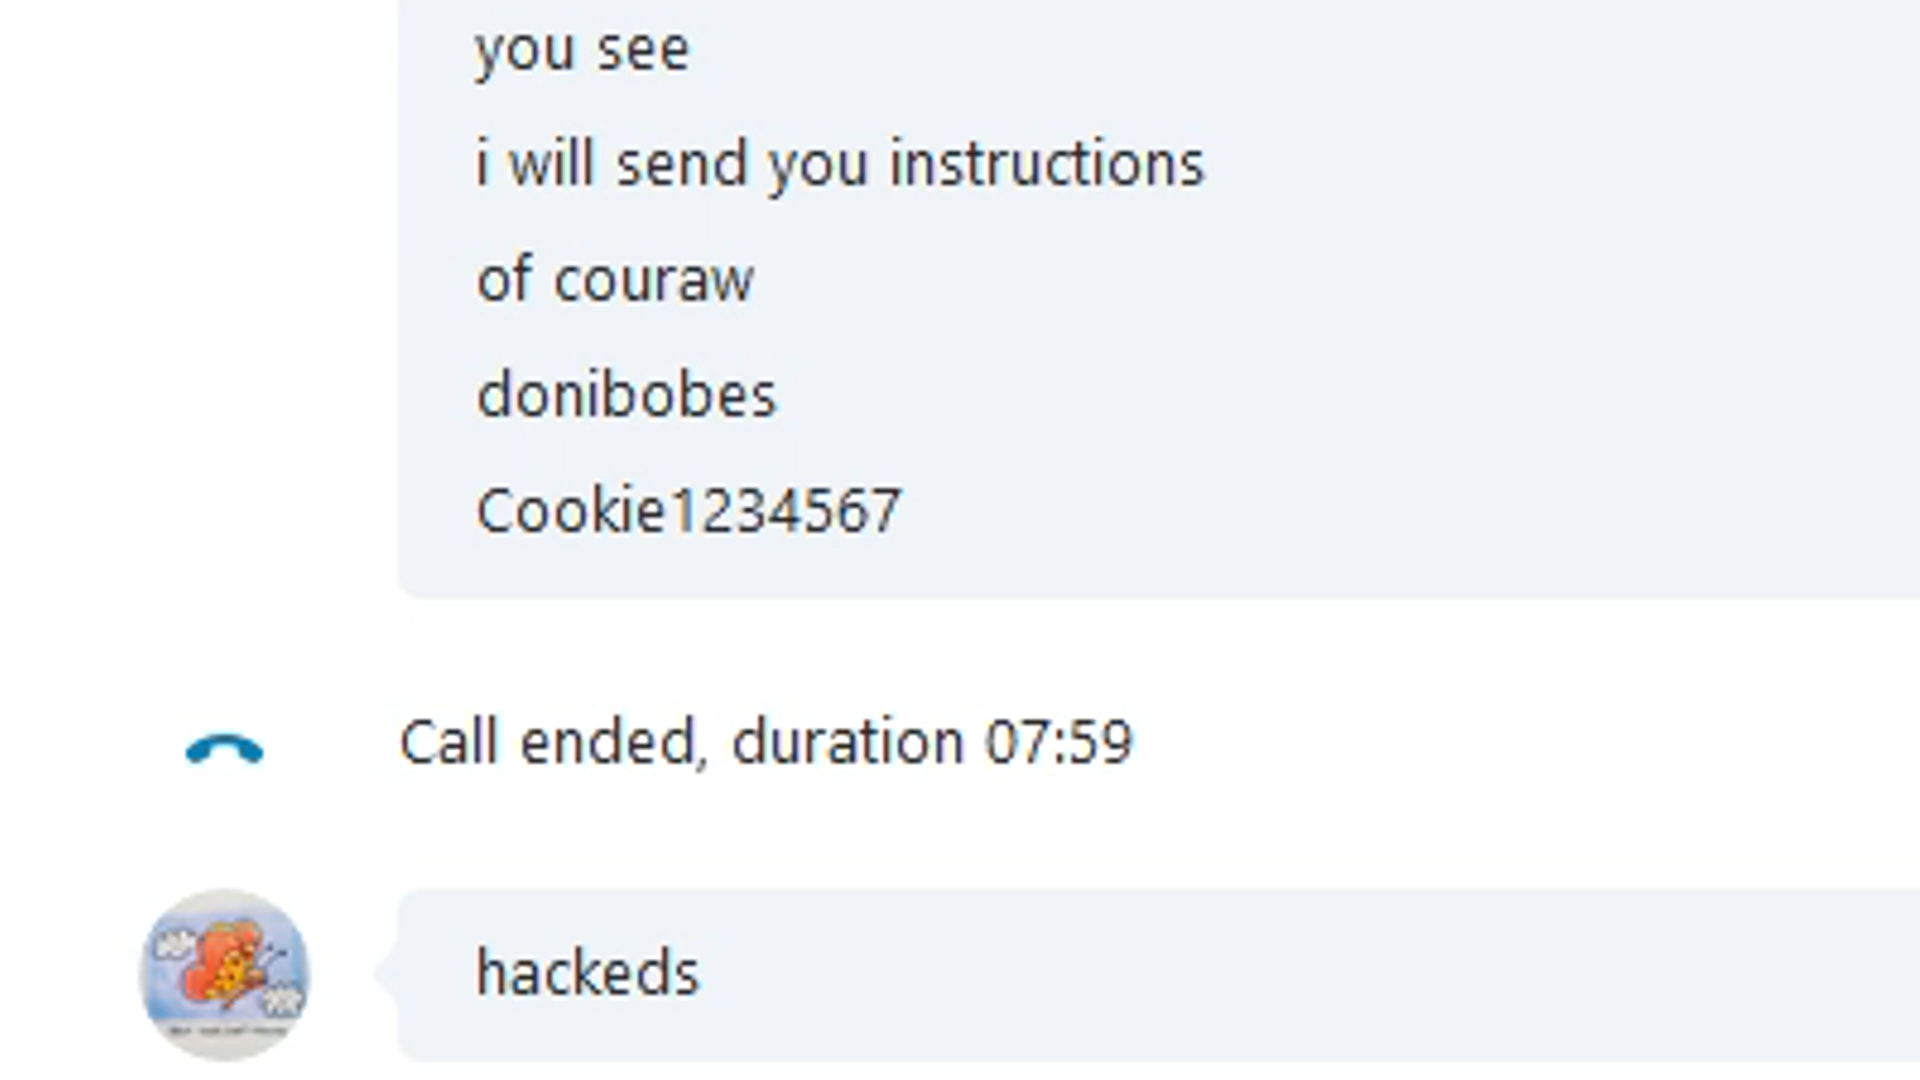 you see
i will send you instructions
of couraw
donibobes
Cookie1234567
Call ended, duration 07:59
hackeds